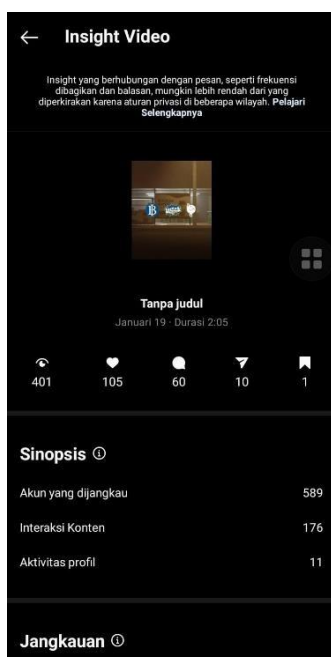 Insight Video
Insight yang berhubungan dengan pesan, seperti frekuensi
dibagikan dan balasan, mungkin lebih rendah dari yang
diperkirakan karena aturan privasi di beberapa wilayah. Pelajari
Selengkapnya
Tanpa judul
Januari 19 · Durasi 2:05
401 105 60 10 1
Sinopsis
Akun yang dijangkau 589
Interaksi Konten 176
Aktivitas profil 11
Jangkauan